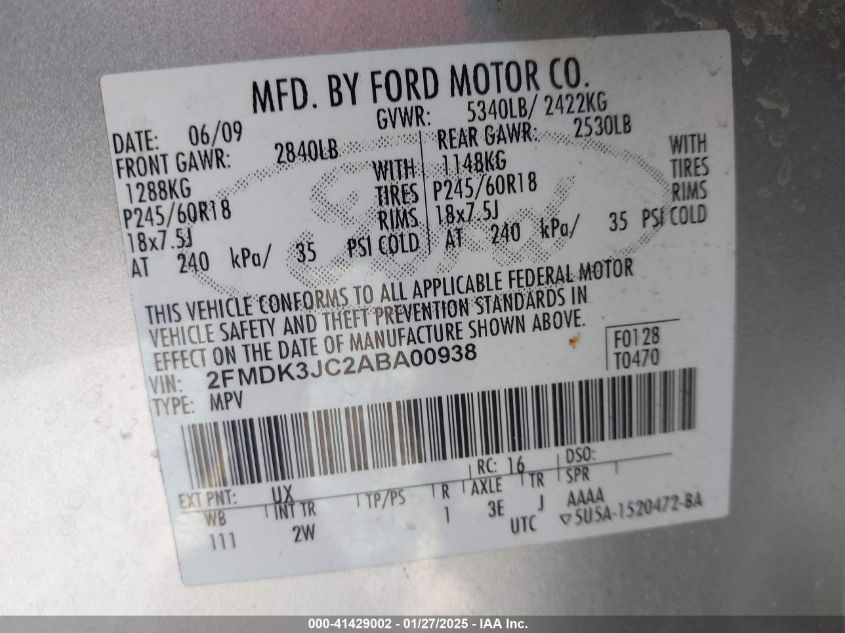 MFD. BY FORD MOTOR CO.
DATE: 06/09 GVWR: 5340LB/ 2422KG
FRONT GAWR: 2840LB REAR GAWR: 2530LB
1288KG WITH 1148KG WITH
P245/60R18 TIRES P245/60R18 TIRES
18x7.5J RIMS 18x7.5J RIMS
AT 240 kPa/ 35 PSI COLD AT 240 kPa/ 35 PSI COLD
THIS VEHICLE CONFORMS TO ALL APPLICABLE FEDERAL MOTOR
VEHICLE SAFETY AND THEFT PREVENTION STANDARDS IN
EFFECT ON THE DATE OF MANUFACTURE SHOWN ABOVE.
VIN: 2FMDK3JC2ABA00938 F0128
TYPE: MPV T0470
RC: 16 DSO:
EXT PNT: UX
WB INT TR TP/PS R AXLE TR SPR
111 2W 1 3E J AAAA
UTC ▽5U5A-1520472-BA
Ford
000-41429002 - 01/27/2025 - IAA Inc.